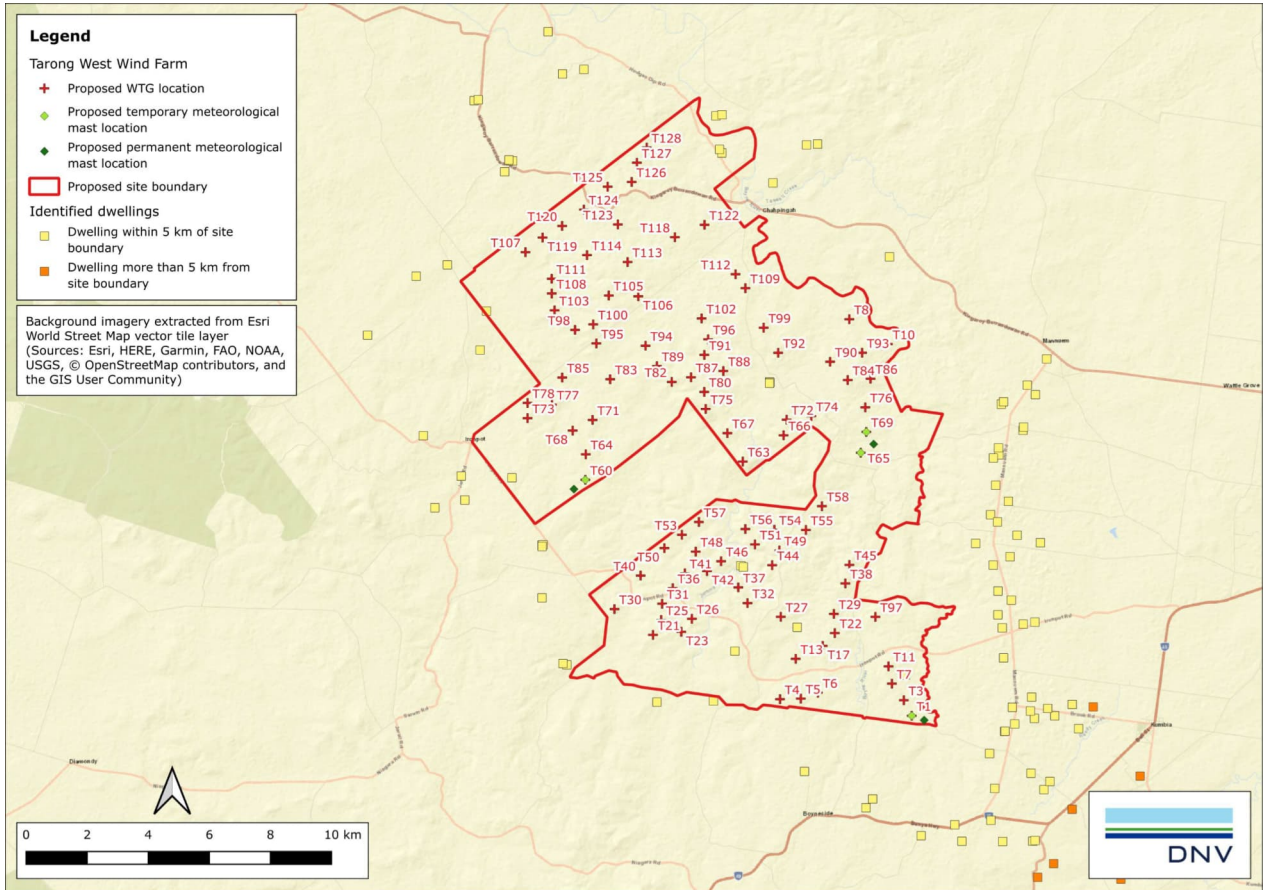 Legend
Tarong West Wind Farm
Proposed WTG location
Proposed temporary meteorological
mast location
Proposed permanent meteorological
mast location
Proposed site boundary
Identified dwellings
Dwelling within 5 km of site
boundary
Dwelling more than 5 km from
site boundary
Background imagery extracted from Esri
World Street Map vector tile layer
(Sources: Esri, HERE, Garmin, FAO, NOAA,
USGS, © OpenStreetMap contributors, and
the GIS User Community)
T128
T127
T126
T125
T124
T123
T120
T122
T118
T119
T107
T114
T113
T112
T111
T109
T108
T105
T106
T103
T102
T8
T100
T99
T98
T96
T10
T95
T94
T91
T92
T93
T90
T89
T88
T87
T85
T83
T82
T84
T86
T80
T78
T77
T73
T75
T76
T74
T72
T71
T69
T68
T67
T66
T65
T64
T63
T60
T58
T57
T56
T54
T55
T53
T51
T50
T49
T48
T46
T44
T45
T40
T41
T42
T38
T37
T36
T32
T31
T30
T29
T97
T27
T26
T25
T22
T21
T23
T17
T13
T11
T7
T6
T5
T4
T3
T1
Chahpingah
Ironpot
Diamondy
Boyneside
Kumbia
Wattle Grove
Niagara Rd
0 2 4 6 8 10 km
DNV